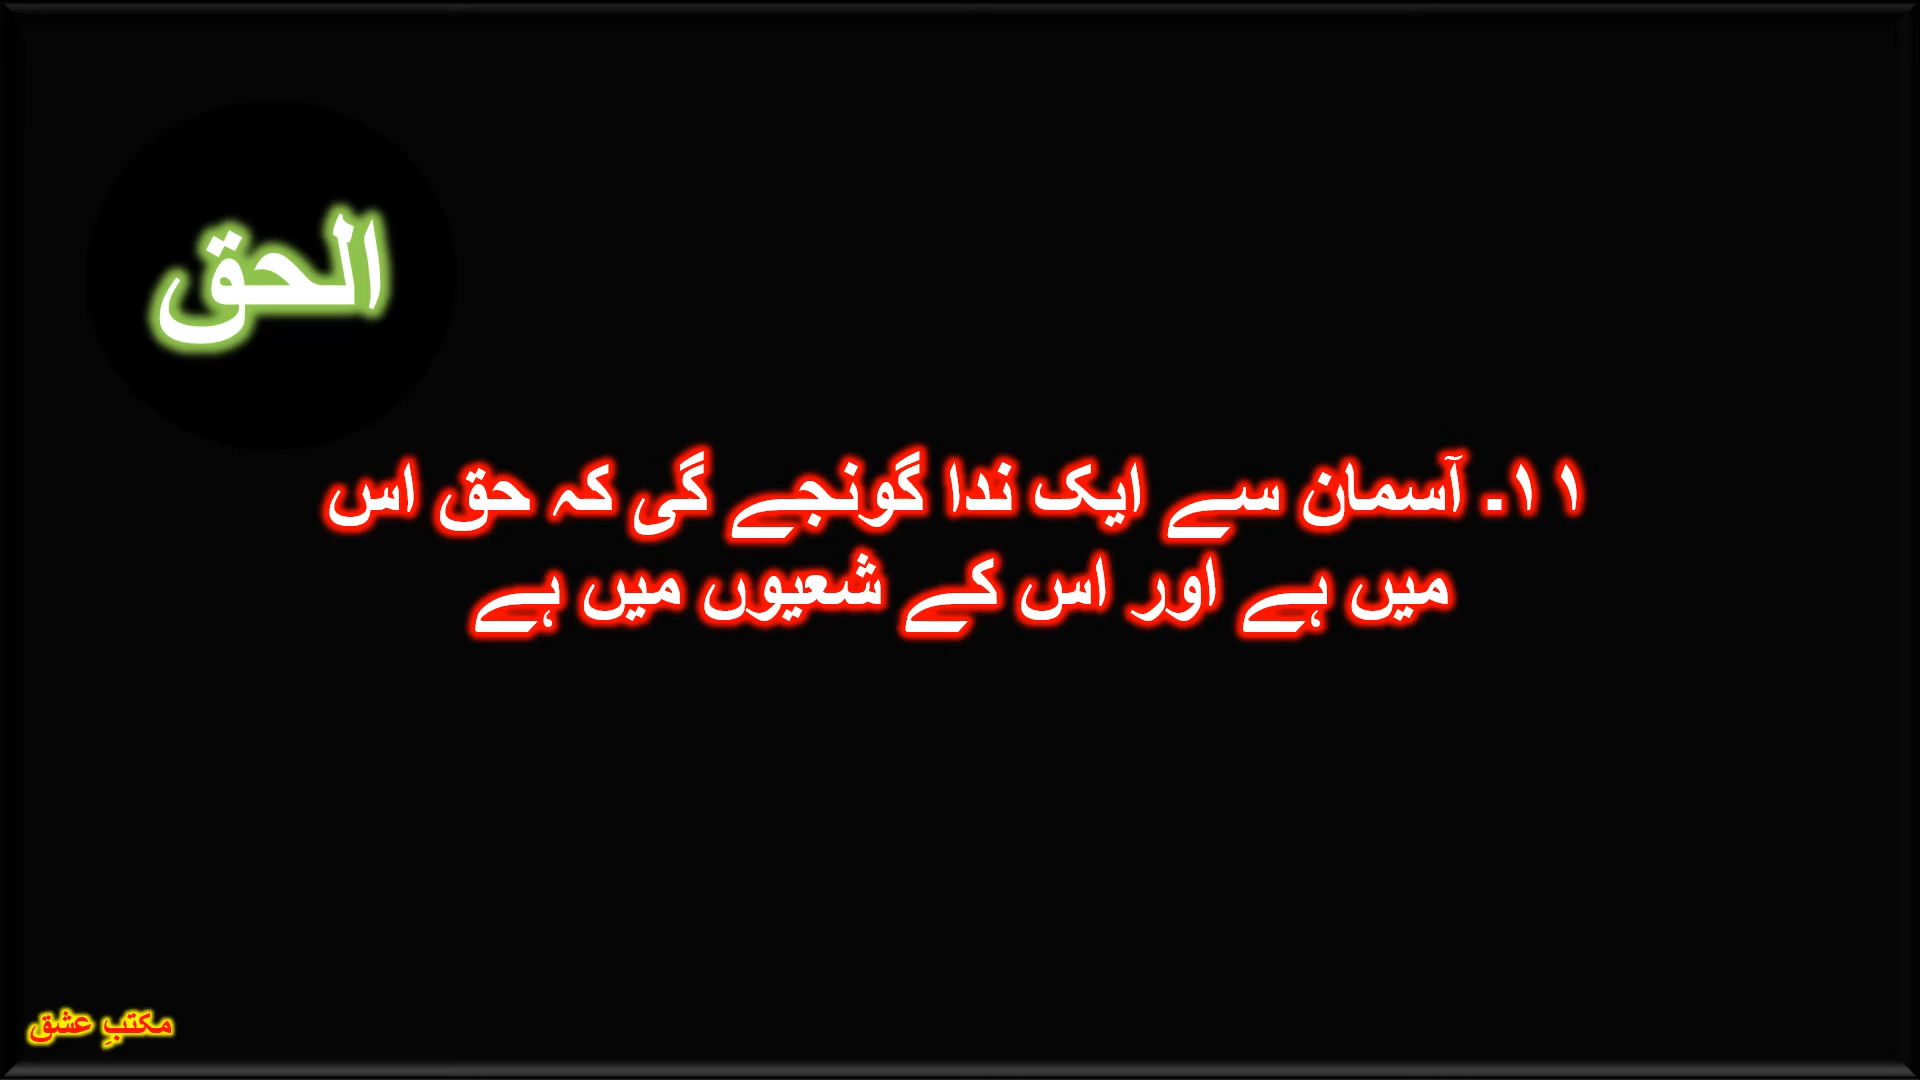 الحق
۱۱۔ آسمان سے ایک ندا گونجے گی کہ حق اس
میں ہے اور اس کے شعیوں میں ہے
مکتبِ عشق